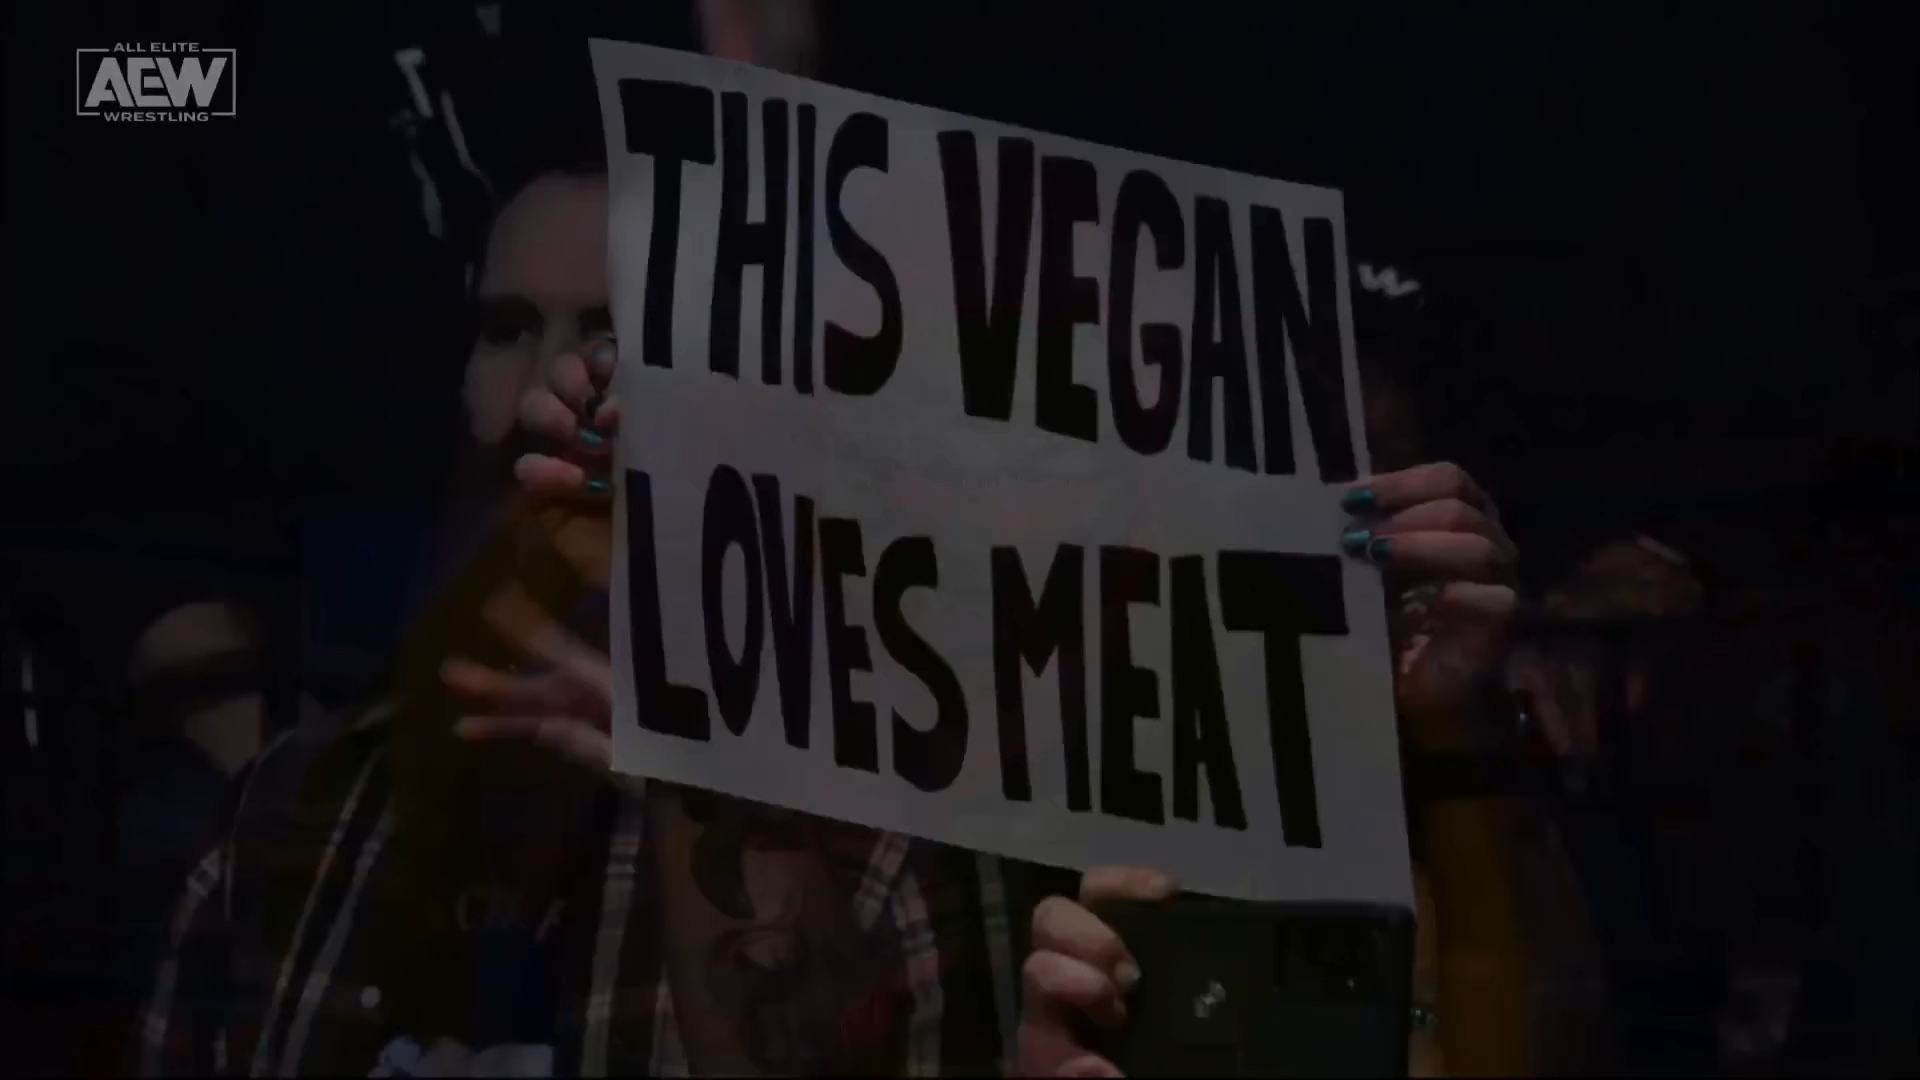 ALL ELITE
AEW
WRESTLING
THIS VEGAN
LOVES MEAT